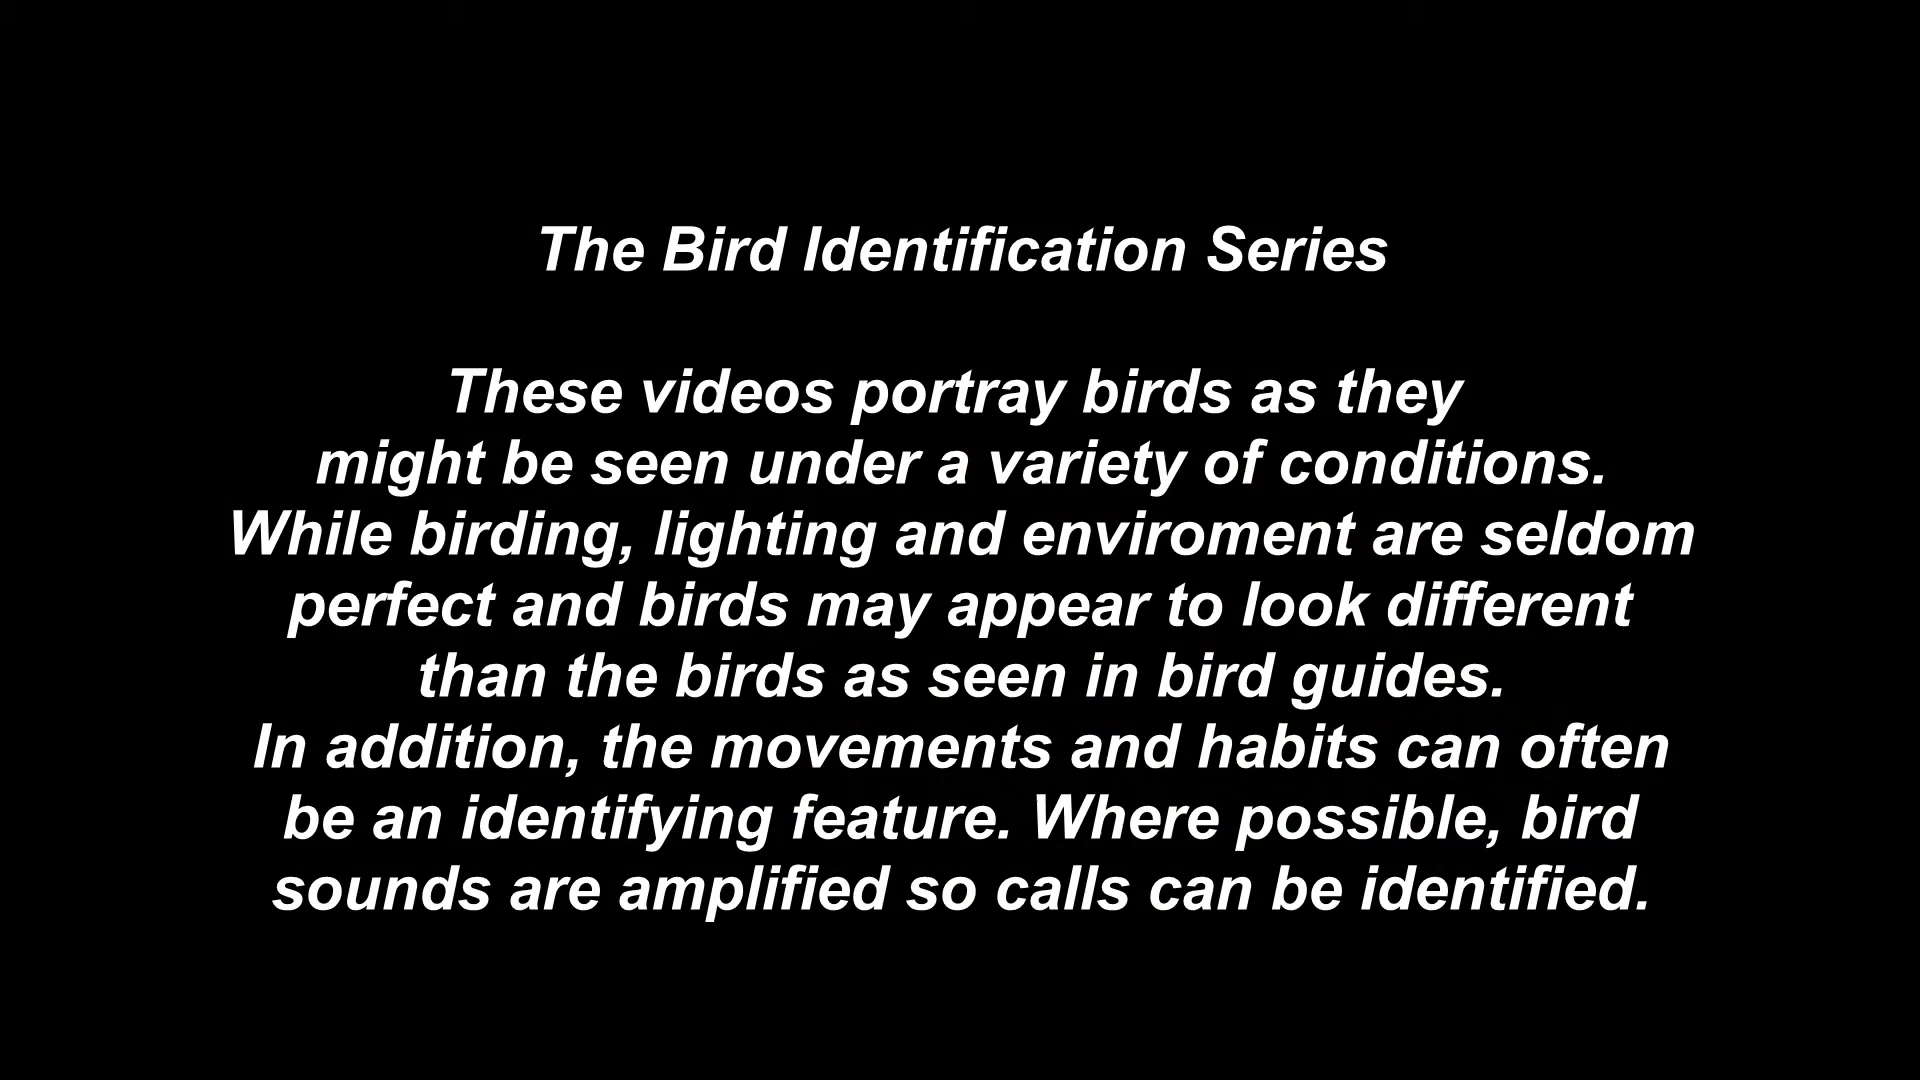 The Bird Identification Series
These videos portray birds as they
might be seen under a variety of conditions.
While birding, lighting and enviroment are seldom
perfect and birds may appear to look different
than the birds as seen in bird guides.
In addition, the movements and habits can often
be an identifying feature. Where possible, bird
sounds are amplified so calls can be identified.